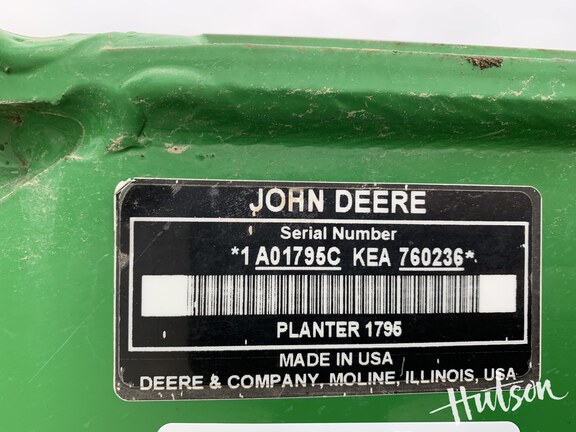 JOHN DEERE
Serial Number
*1 A01795C KEA 760236*
PLANTER 1795
MADE IN USA
DEERE & COMPANY, MOLINE, ILLINOIS, USA
Hutson